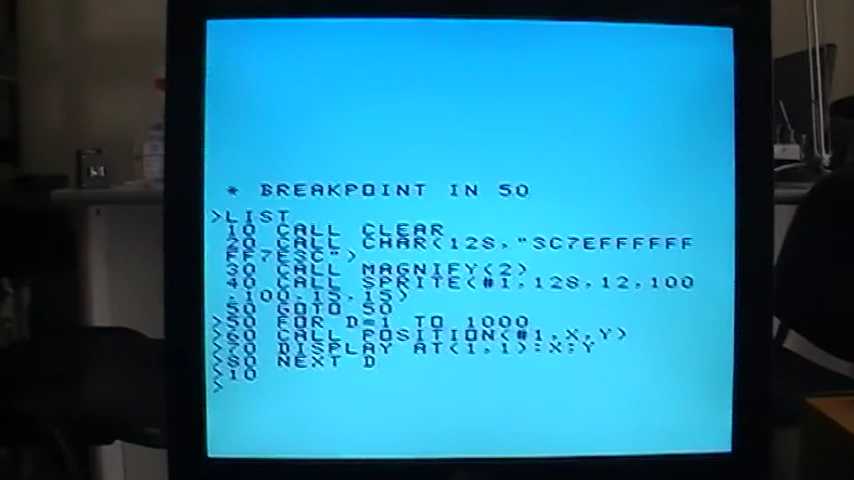 * BREAKPOINT IN 50
>LIST
10 CALL CLEAR
20 CALL CHAR(128,"3C7EFFFFFF
FF7E3C")
30 CALL MAGNIFY(2)
40 CALL SPRITE(#1,128,12,100
,100,15,15)
50 GOTO 50
>50 FOR D=1 TO 1000
>60 CALL POSITION(#1,X,Y)
>70 DISPLAY AT(1,1):X;Y
>80 NEXT D
>10
>